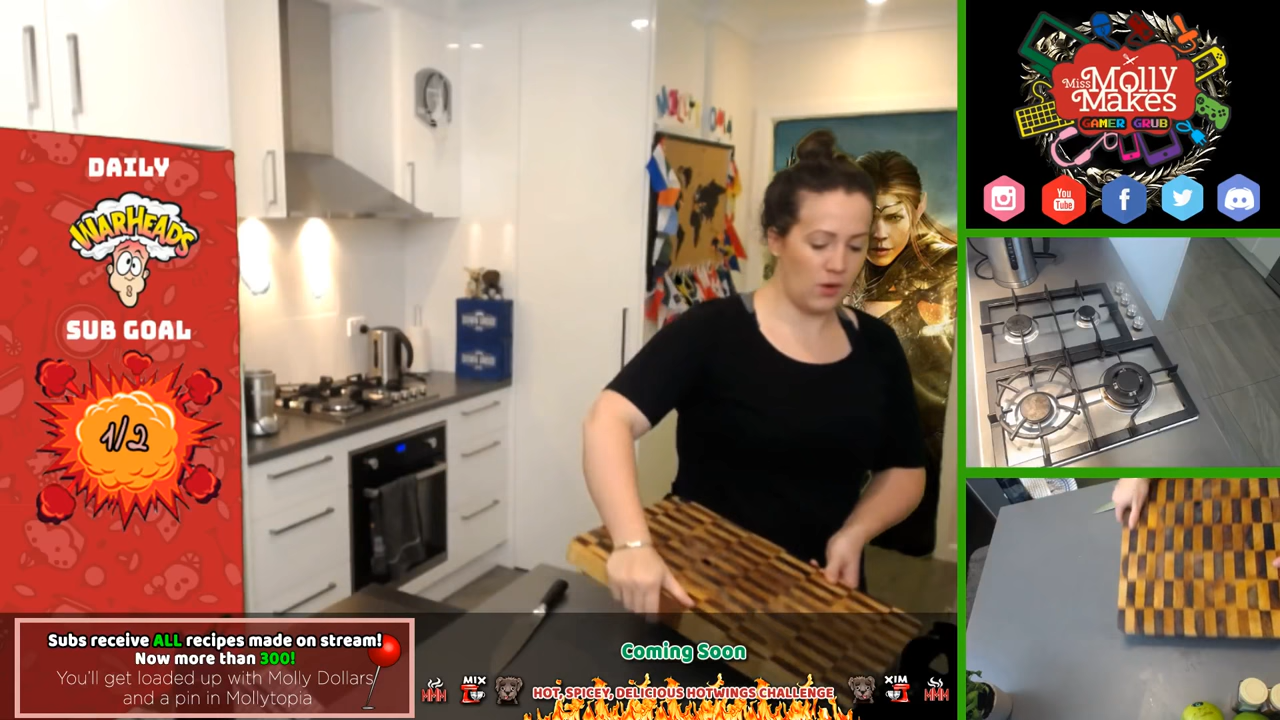 DAILY
WARHEADS
SUB GOAL
1/2
Subs receive ALL recipes made on stream!
Now more than 300!
You'll get loaded up with Molly Dollars
and a pin in Mollytopia
Coming Soon
MIX
HOT, SPICEY, DELICIOUS HOTWINGS CHALLENGE
XIM
Miss Molly
Makes
GAMER GRUB
You
Tube